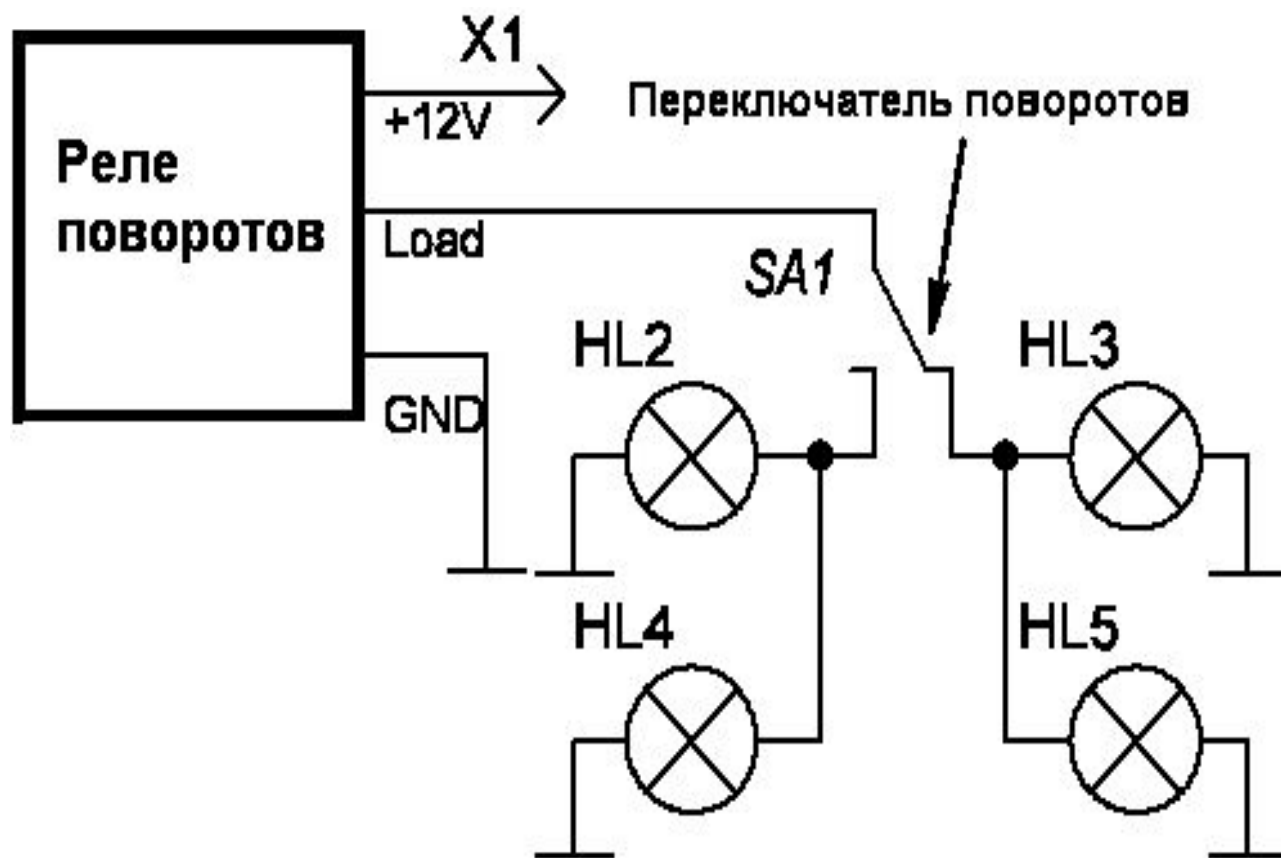 X1
+12V
Переключатель поворотов
Реле
поворотов
Load
SA1
HL2
HL3
GND
HL4
HL5